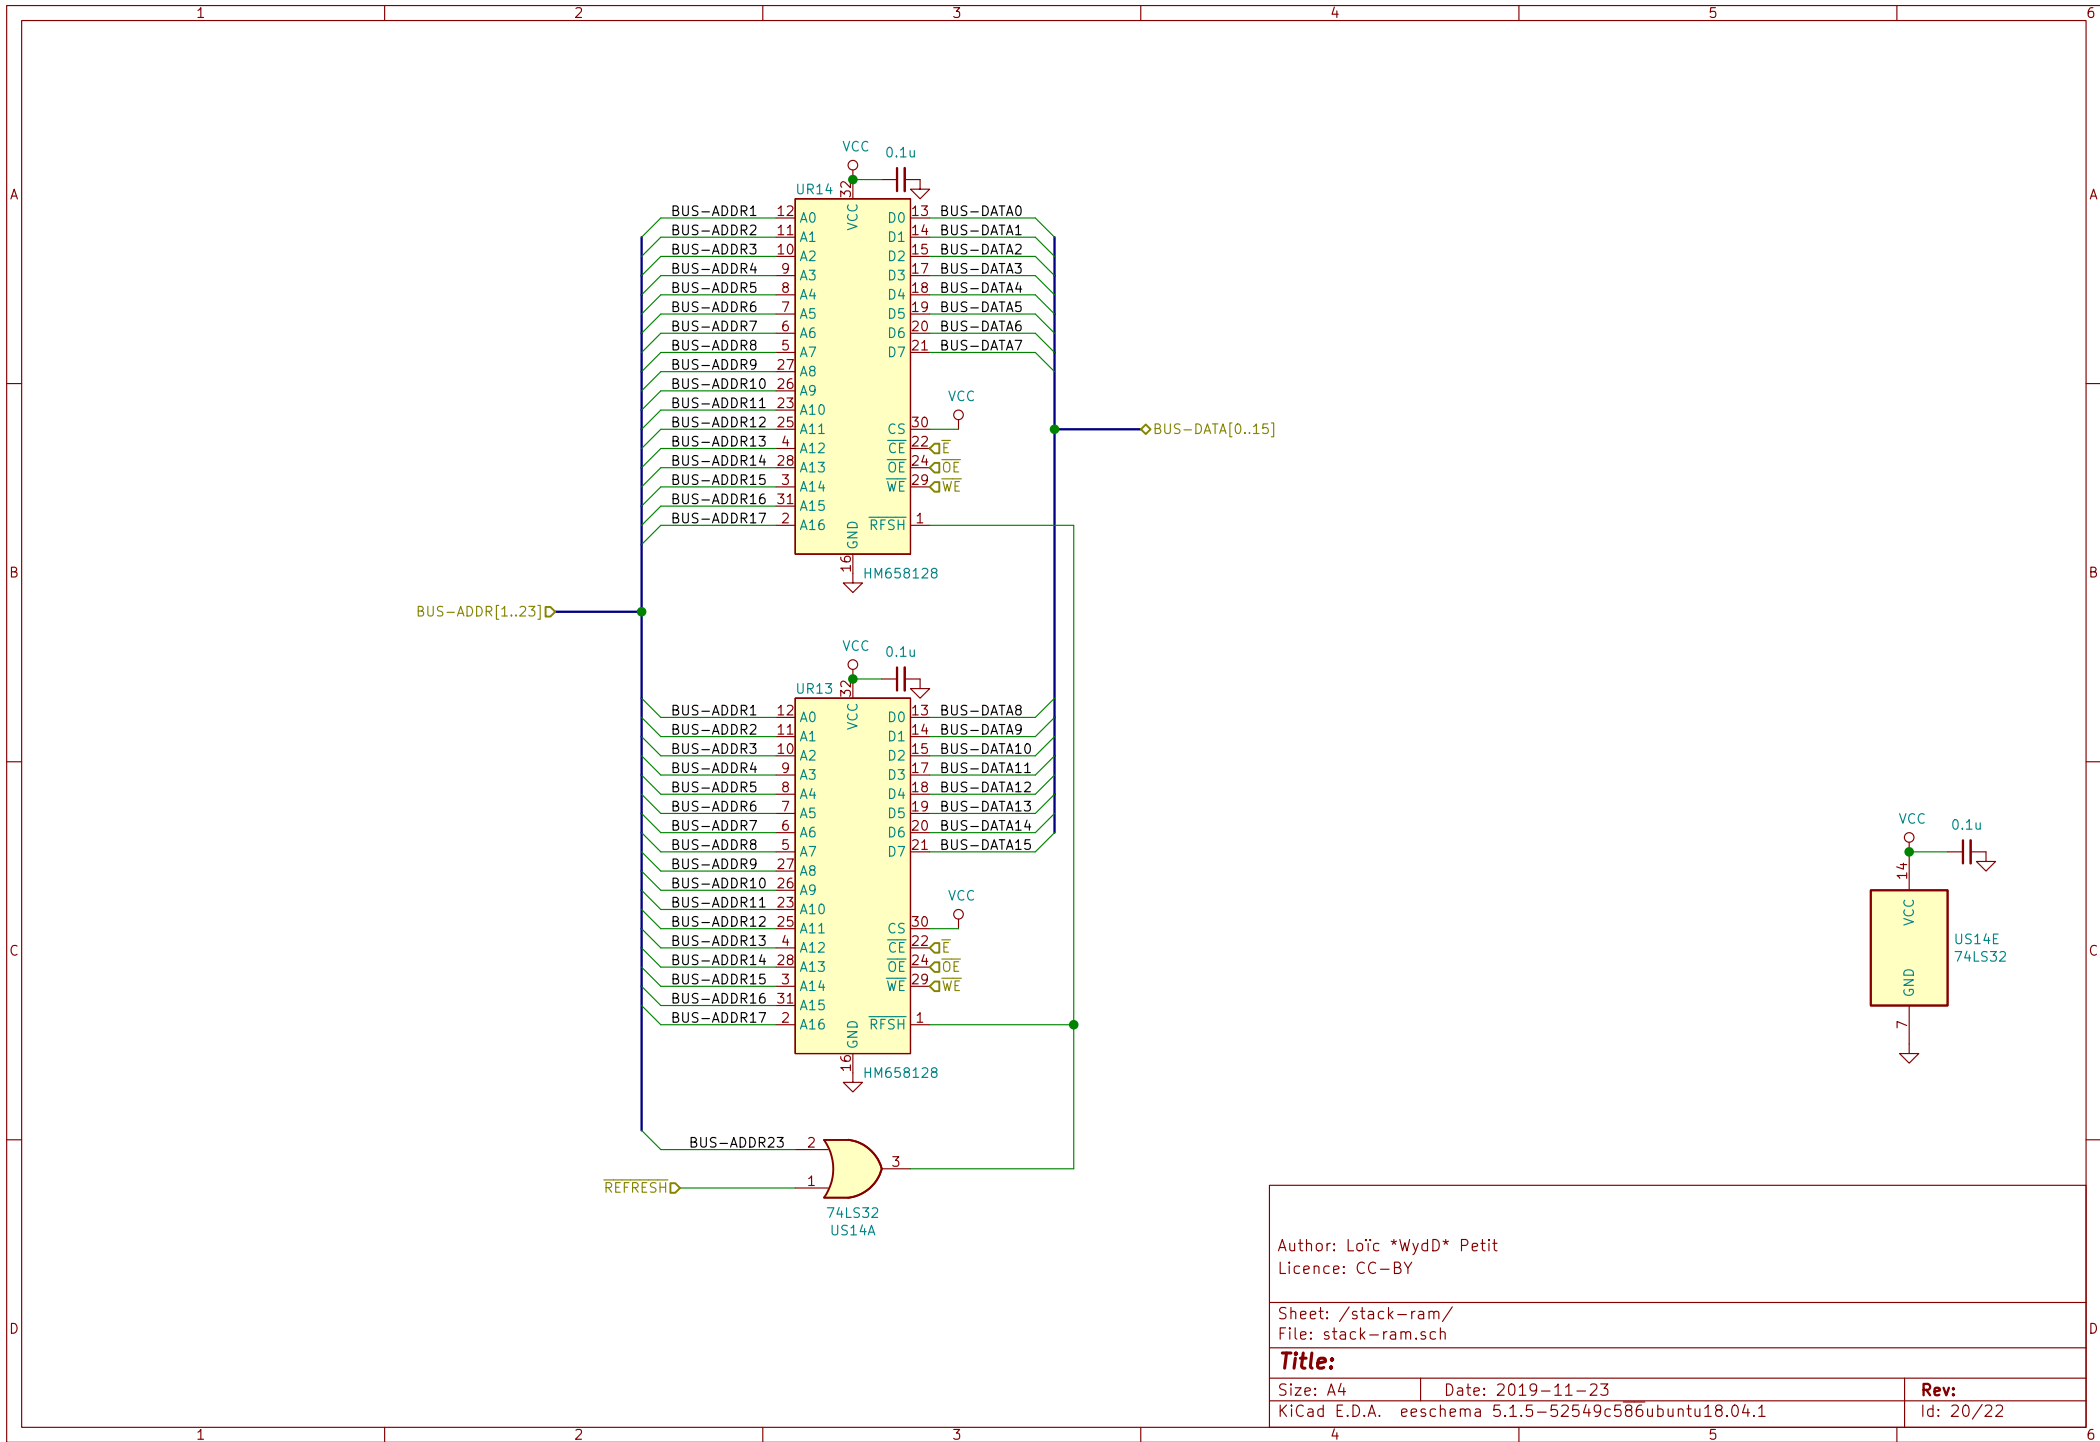 1 2 3 4 5 6
A A
B B
C C
D D
VCC
0.1u
UR14
32
VCC
BUS-ADDR1 12 A0 D0 13 BUS-DATA0
BUS-ADDR2 11 A1 D1 14 BUS-DATA1
BUS-ADDR3 10 A2 D2 15 BUS-DATA2
BUS-ADDR4 9 A3 D3 17 BUS-DATA3
BUS-ADDR5 8 A4 D4 18 BUS-DATA4
BUS-ADDR6 7 A5 D5 19 BUS-DATA5
BUS-ADDR7 6 A6 D6 20 BUS-DATA6
BUS-ADDR8 5 A7 D7 21 BUS-DATA7
BUS-ADDR9 27 A8
BUS-ADDR10 26 A9
VCC
BUS-ADDR11 23 A10
BUS-ADDR12 25 A11 CS 30
BUS-DATA[0..15]
BUS-ADDR13 4 A12 CE 22 E
BUS-ADDR14 28 A13 OE 24 OE
BUS-ADDR15 3 A14 WE 29 WE
BUS-ADDR16 31 A15
BUS-ADDR17 2 A16 RFSH 1
GND
16
HM658128
BUS-ADDR[1..23]
VCC
0.1u
UR13
32
VCC
BUS-ADDR1 12 A0 D0 13 BUS-DATA8
BUS-ADDR2 11 A1 D1 14 BUS-DATA9
BUS-ADDR3 10 A2 D2 15 BUS-DATA10
BUS-ADDR4 9 A3 D3 17 BUS-DATA11
BUS-ADDR5 8 A4 D4 18 BUS-DATA12
BUS-ADDR6 7 A5 D5 19 BUS-DATA13
BUS-ADDR7 6 A6 D6 20 BUS-DATA14
BUS-ADDR8 5 A7 D7 21 BUS-DATA15
BUS-ADDR9 27 A8
BUS-ADDR10 26 A9
VCC
BUS-ADDR11 23 A10
BUS-ADDR12 25 A11 CS 30
BUS-ADDR13 4 A12 CE 22 E
BUS-ADDR14 28 A13 OE 24 OE
BUS-ADDR15 3 A14 WE 29 WE
BUS-ADDR16 31 A15
BUS-ADDR17 2 A16 RFSH 1
GND
16
HM658128
BUS-ADDR23 2
3
REFRESH 1
74LS32
US14A
VCC
0.1u
14
VCC
US14E
74LS32
GND
7
Author: Loïc *WydD* Petit
Licence: CC-BY
Sheet: /stack-ram/
File: stack-ram.sch
Title:
Size: A4 Date: 2019-11-23 Rev:
KiCad E.D.A. eeschema 5.1.5-52549c586ubuntu18.04.1 Id: 20/22
1 2 3 4 5 6